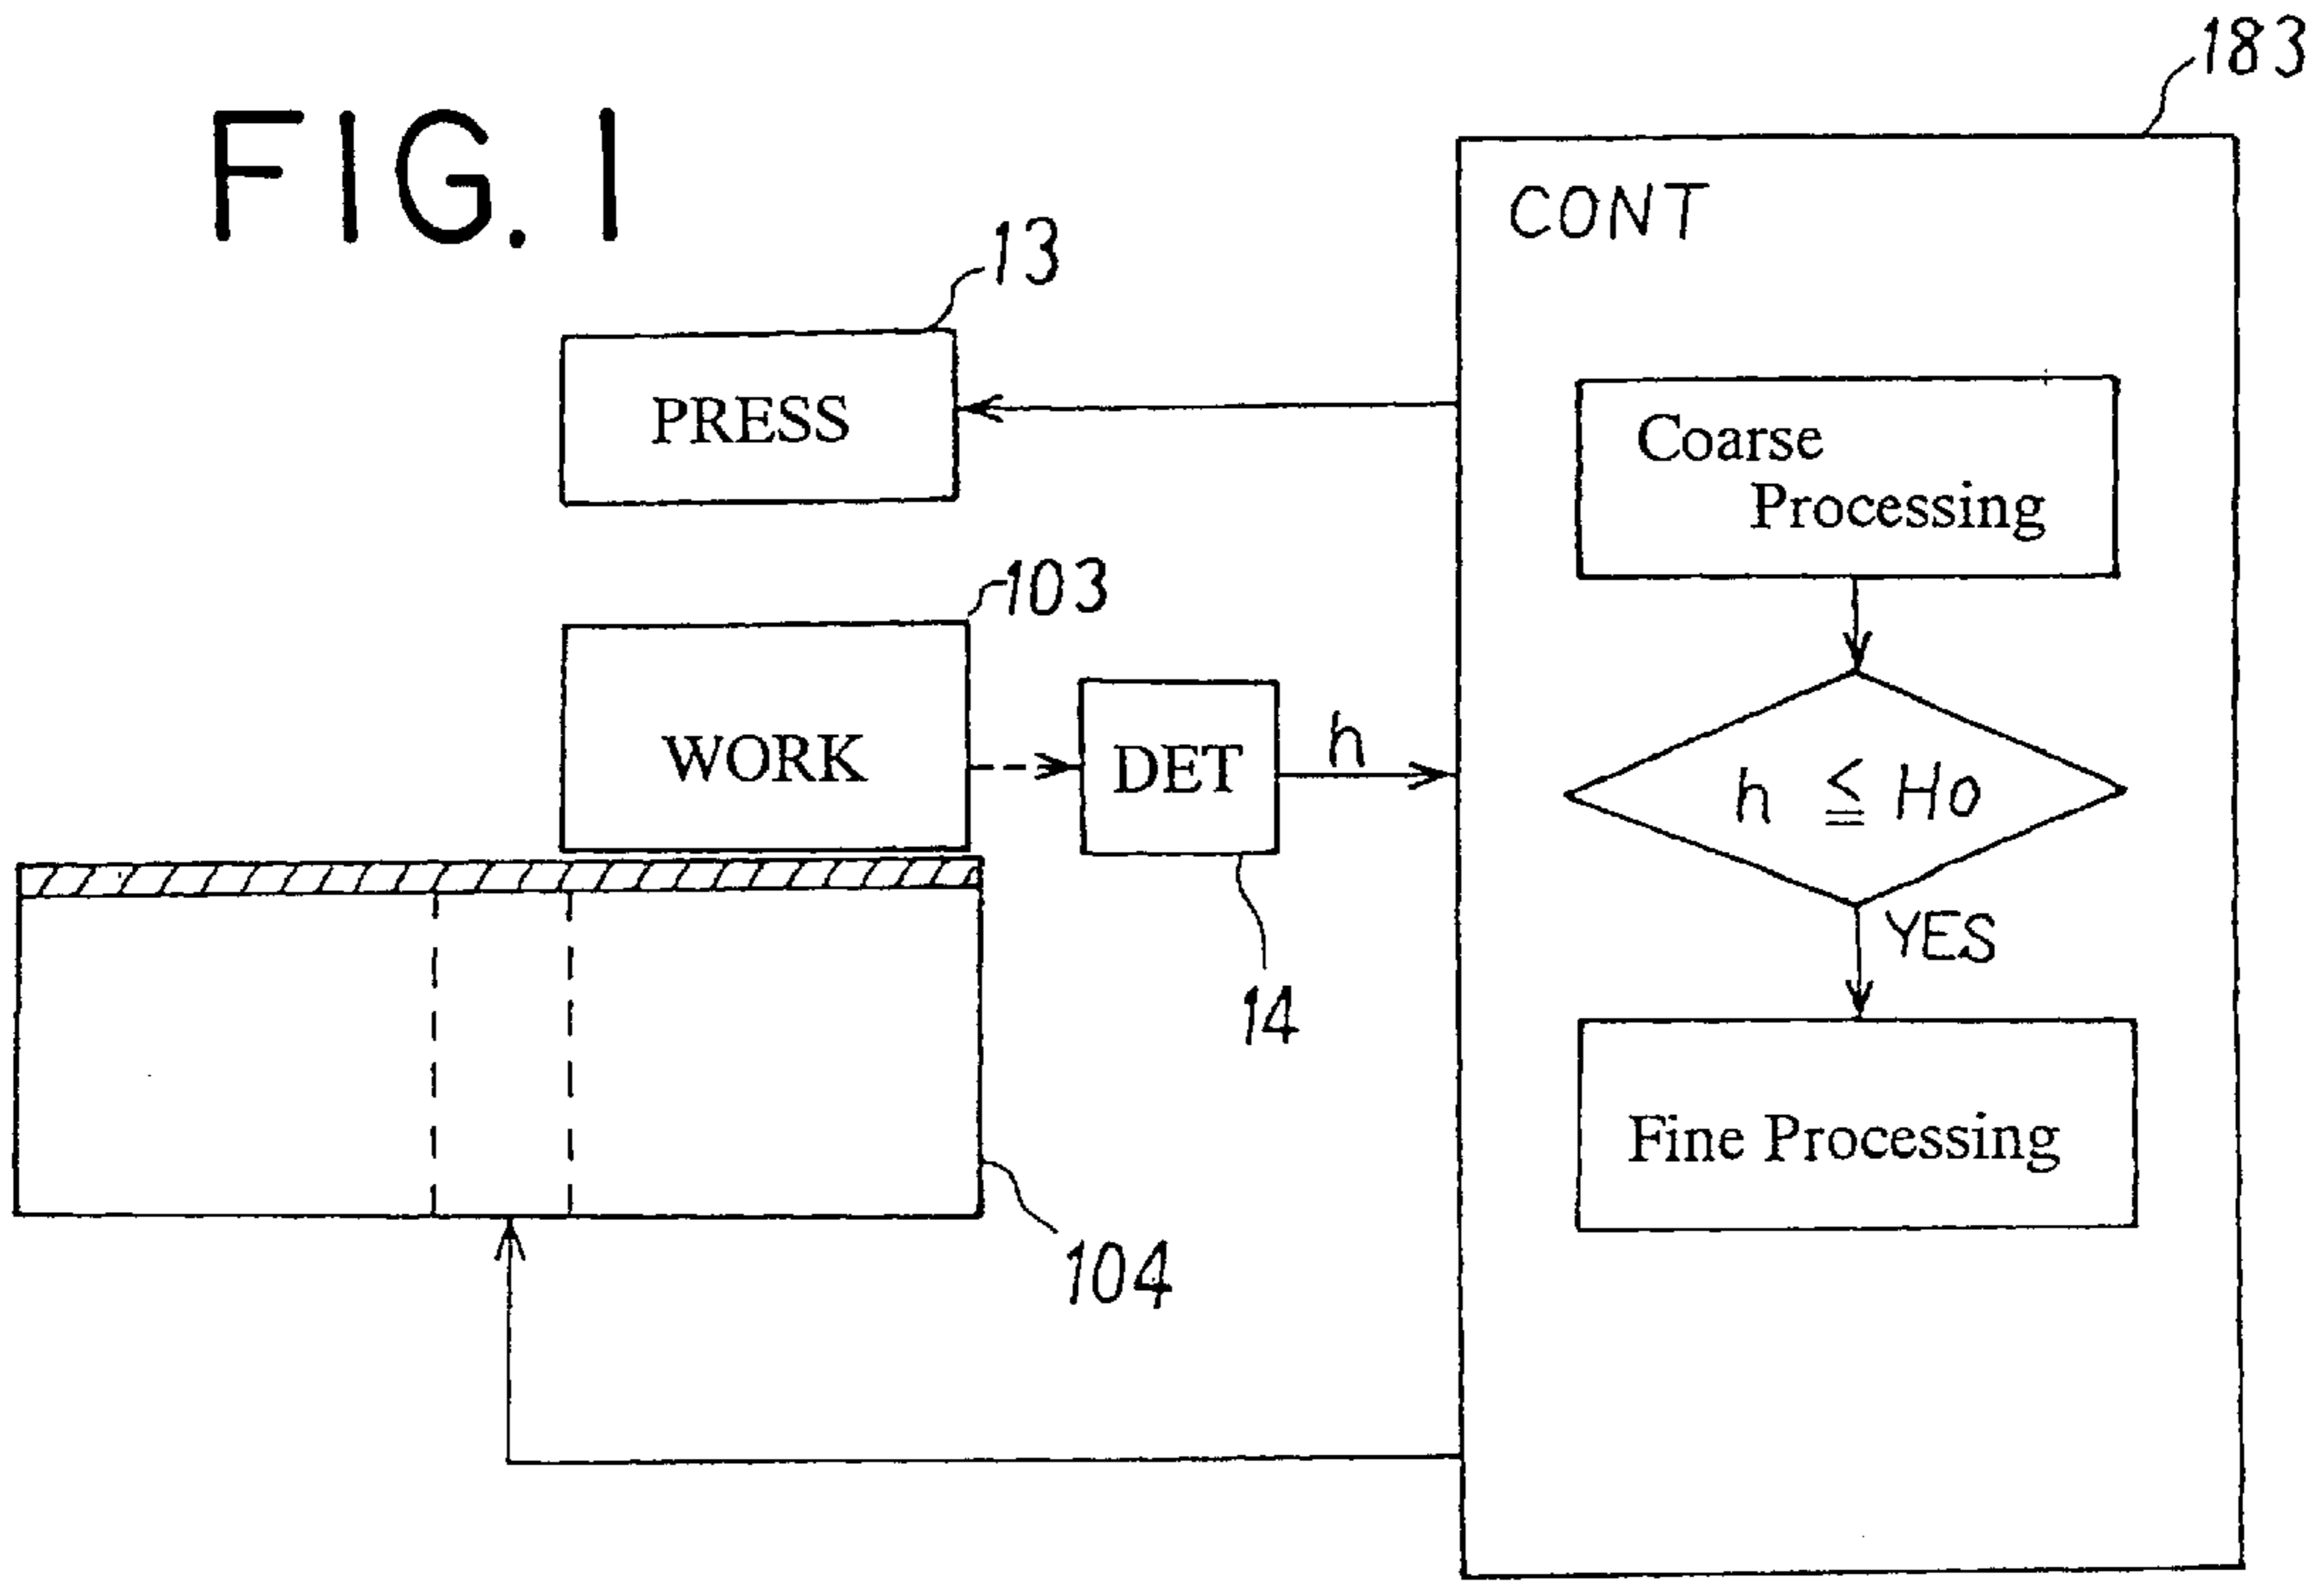 FIG. 1
183
CONT
13
PRESS
Coarse
Processing
103
WORK
DET
h
h ≦ Ho
YES
14
Fine Processing
104